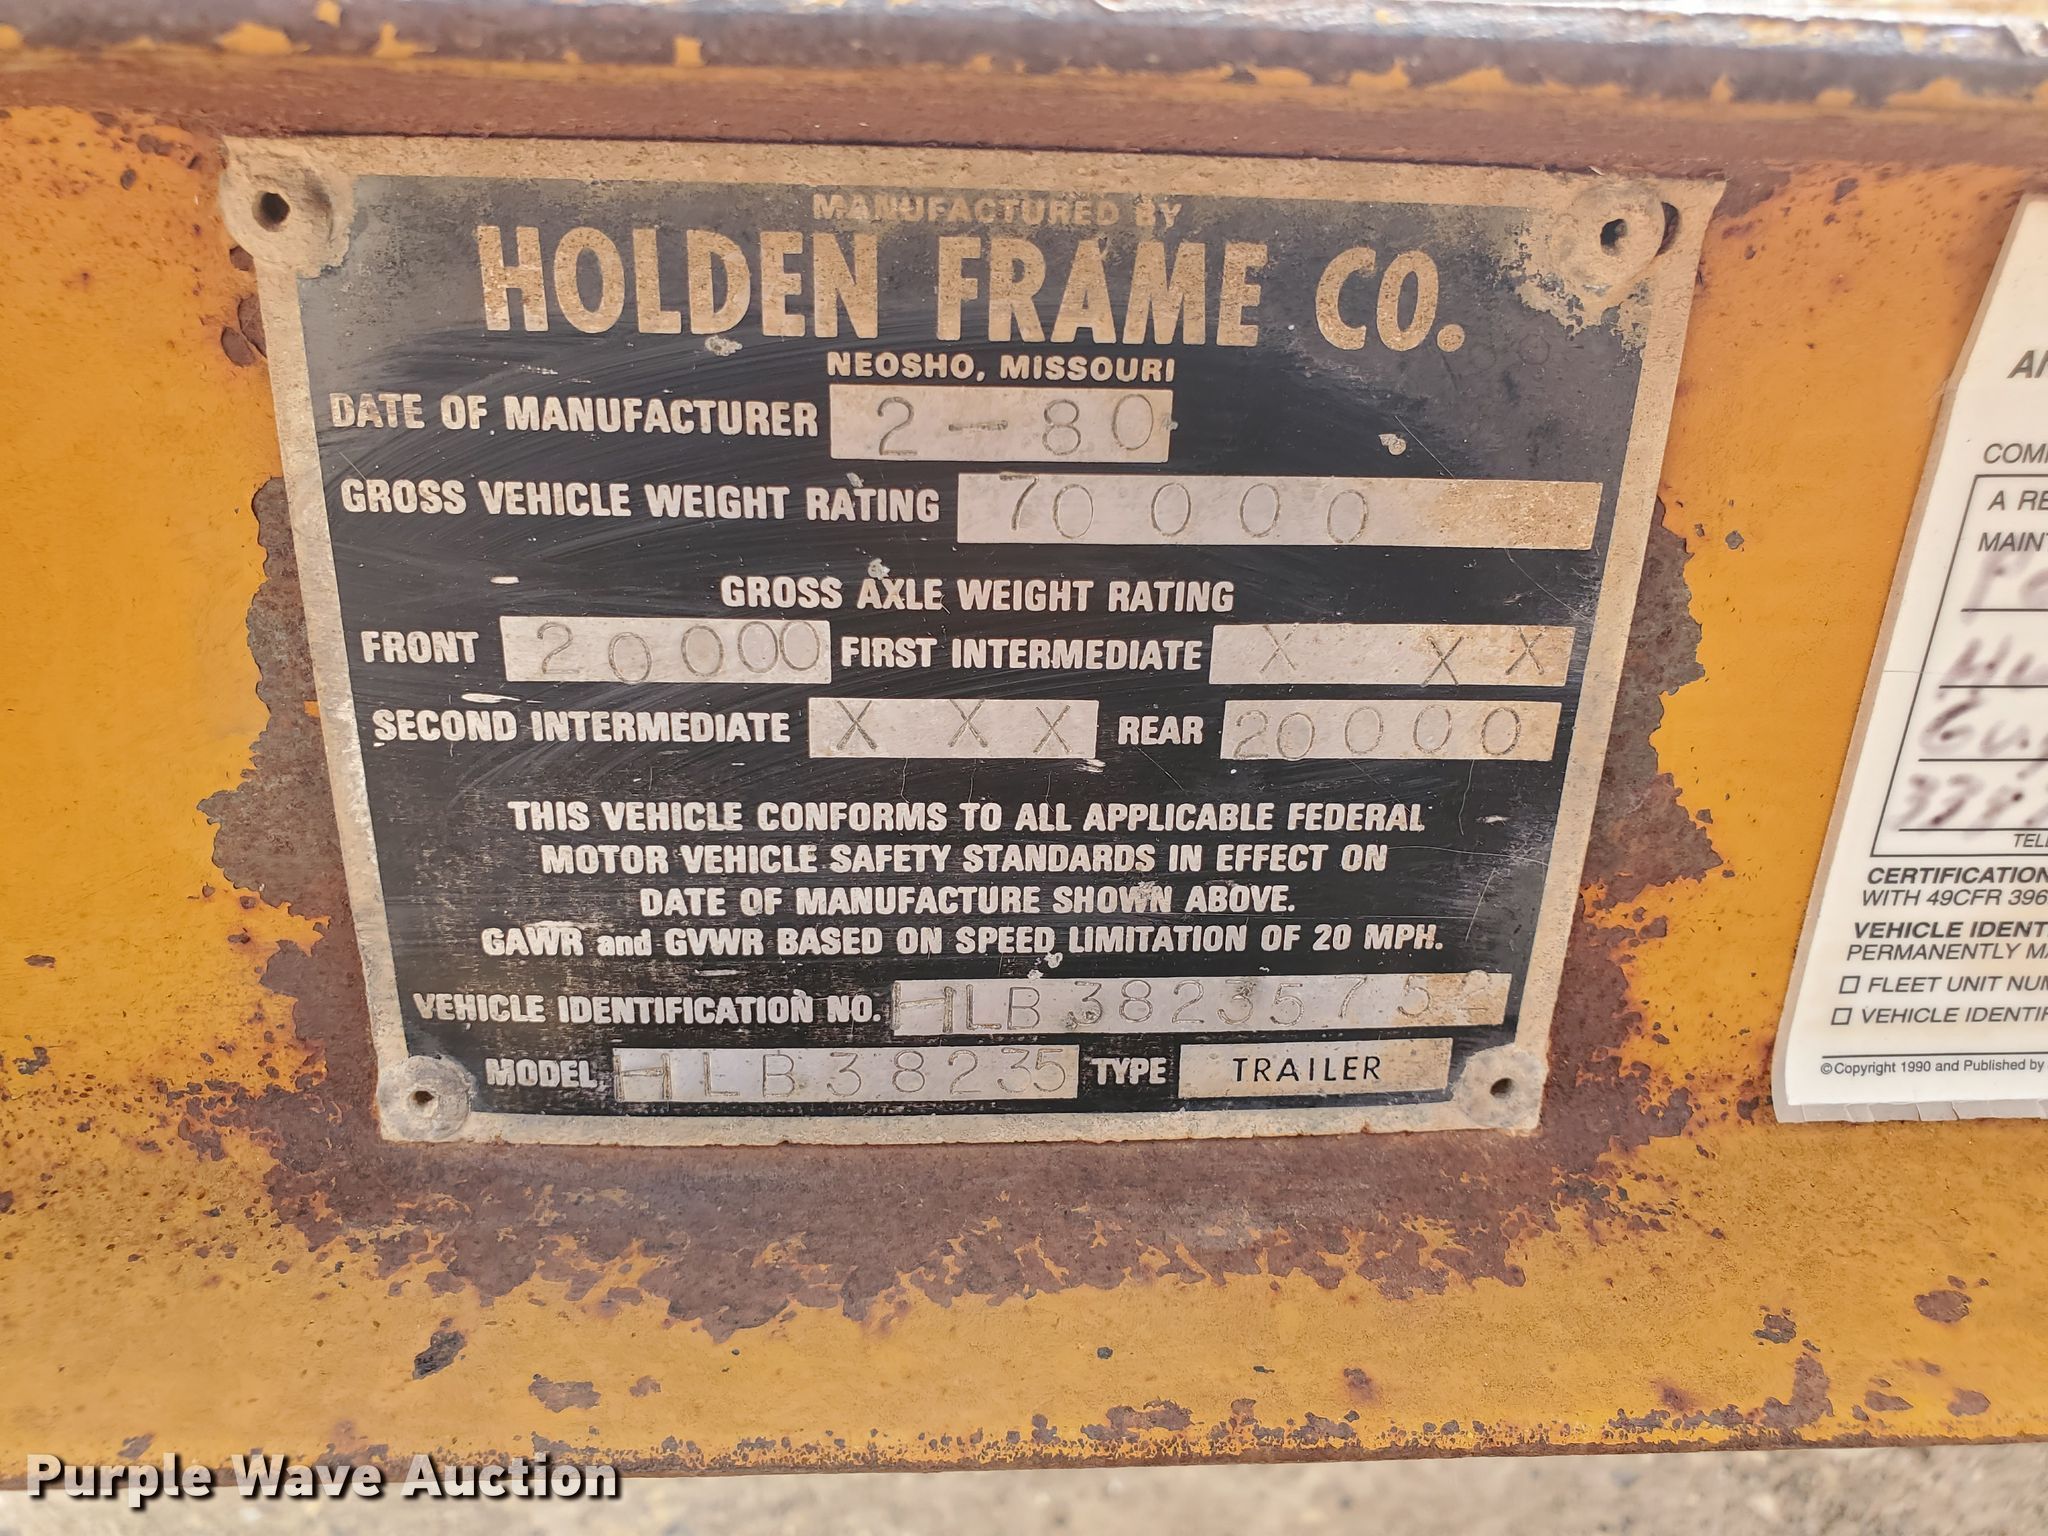 MANUFACTURED BY
HOLDEN FRAME CO.
NEOSHO, MISSOURI
DATE OF MANUFACTURER 2-80
GROSS VEHICLE WEIGHT RATING 70000
GROSS AXLE WEIGHT RATING
FRONT 20000 FIRST INTERMEDIATE X X X
SECOND INTERMEDIATE X X X REAR 20000
THIS VEHICLE CONFORMS TO ALL APPLICABLE FEDERAL
MOTOR VEHICLE SAFETY STANDARDS IN EFFECT ON
DATE OF MANUFACTURE SHOWN ABOVE.
GAWR and GVWR BASED ON SPEED LIMITATION OF 20 MPH.
VEHICLE IDENTIFICATION NO. HLB38235752
MODEL HLB38235 TYPE TRAILER
A RE
MAINT
CERTIFICATION
WITH 49CFR 396
VEHICLE IDENT
PERMANENTLY MA
FLEET UNIT NUM
VEHICLE IDENTIF
©Copyright 1990 and Published by
Purple Wave Auction